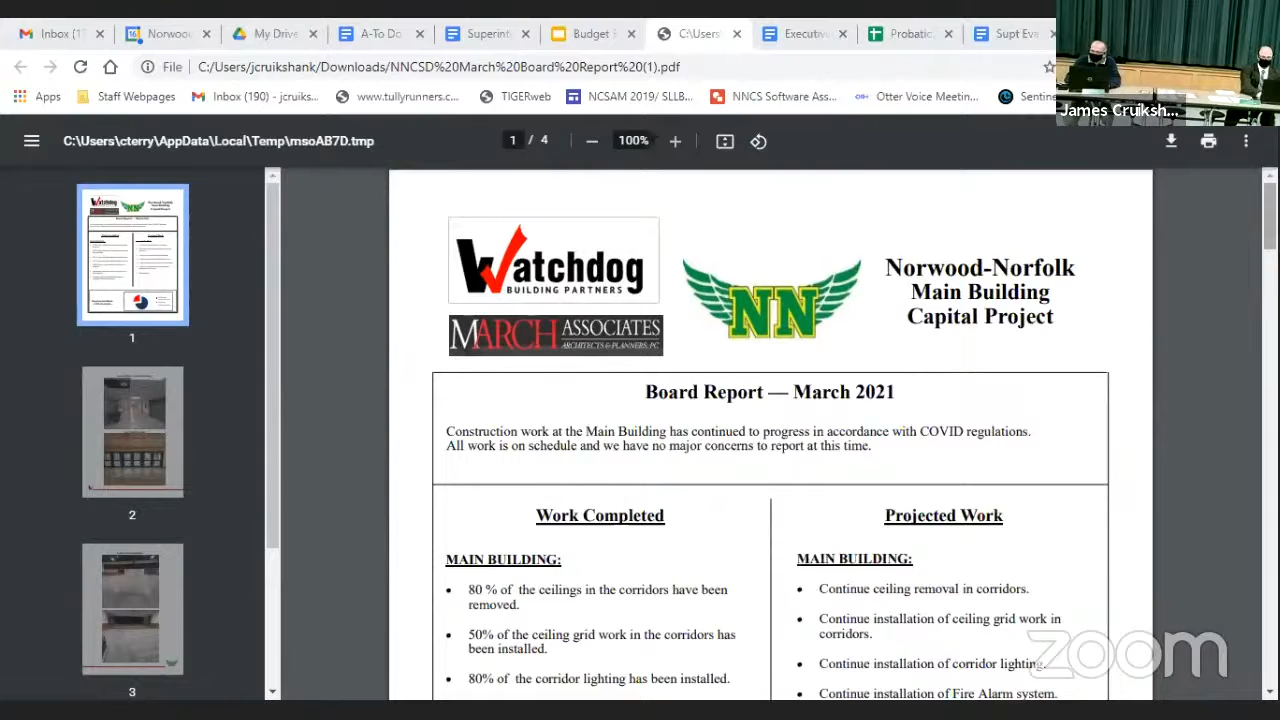 Inbox (1
Norwoo
My Drive
A-To Do
Superint
Budget
C:\Users
Executiv
Probatic
Supt Eva
File
C:/Users/jcruikshank/Downloads/NNCSD%20March%20Board%20Report%20(1).pdf
Apps
Staff Webpages
Inbox (190) - jcruiks...
www.tullyrunners.c...
TIGERweb
NCSAM 2019/ SLLB...
NNCS Software Ass...
Otter Voice Meetin...
Sentine
James Cruiksh...
C:\Users\cterry\AppData\Local\Temp\msoAB7D.tmp
1 / 4
100%
Watchdog
BUILDING PARTNERS
MARCH ASSOCIATES
ARCHITECTS & PLANNERS, PC
NN
Norwood-Norfolk
Main Building
Capital Project
1
2
3
Board Report — March 2021
Construction work at the Main Building has continued to progress in accordance with COVID regulations.
All work is on schedule and we have no major concerns to report at this time.
Work Completed
MAIN BUILDING:
• 80 % of the ceilings in the corridors have been
removed.
• 50% of the ceiling grid work in the corridors has
been installed.
• 80% of the corridor lighting has been installed.
Projected Work
MAIN BUILDING:
• Continue ceiling removal in corridors.
• Continue installation of ceiling grid work in
corridors.
• Continue installation of corridor lighting.
• Continue installation of Fire Alarm system.
zoom